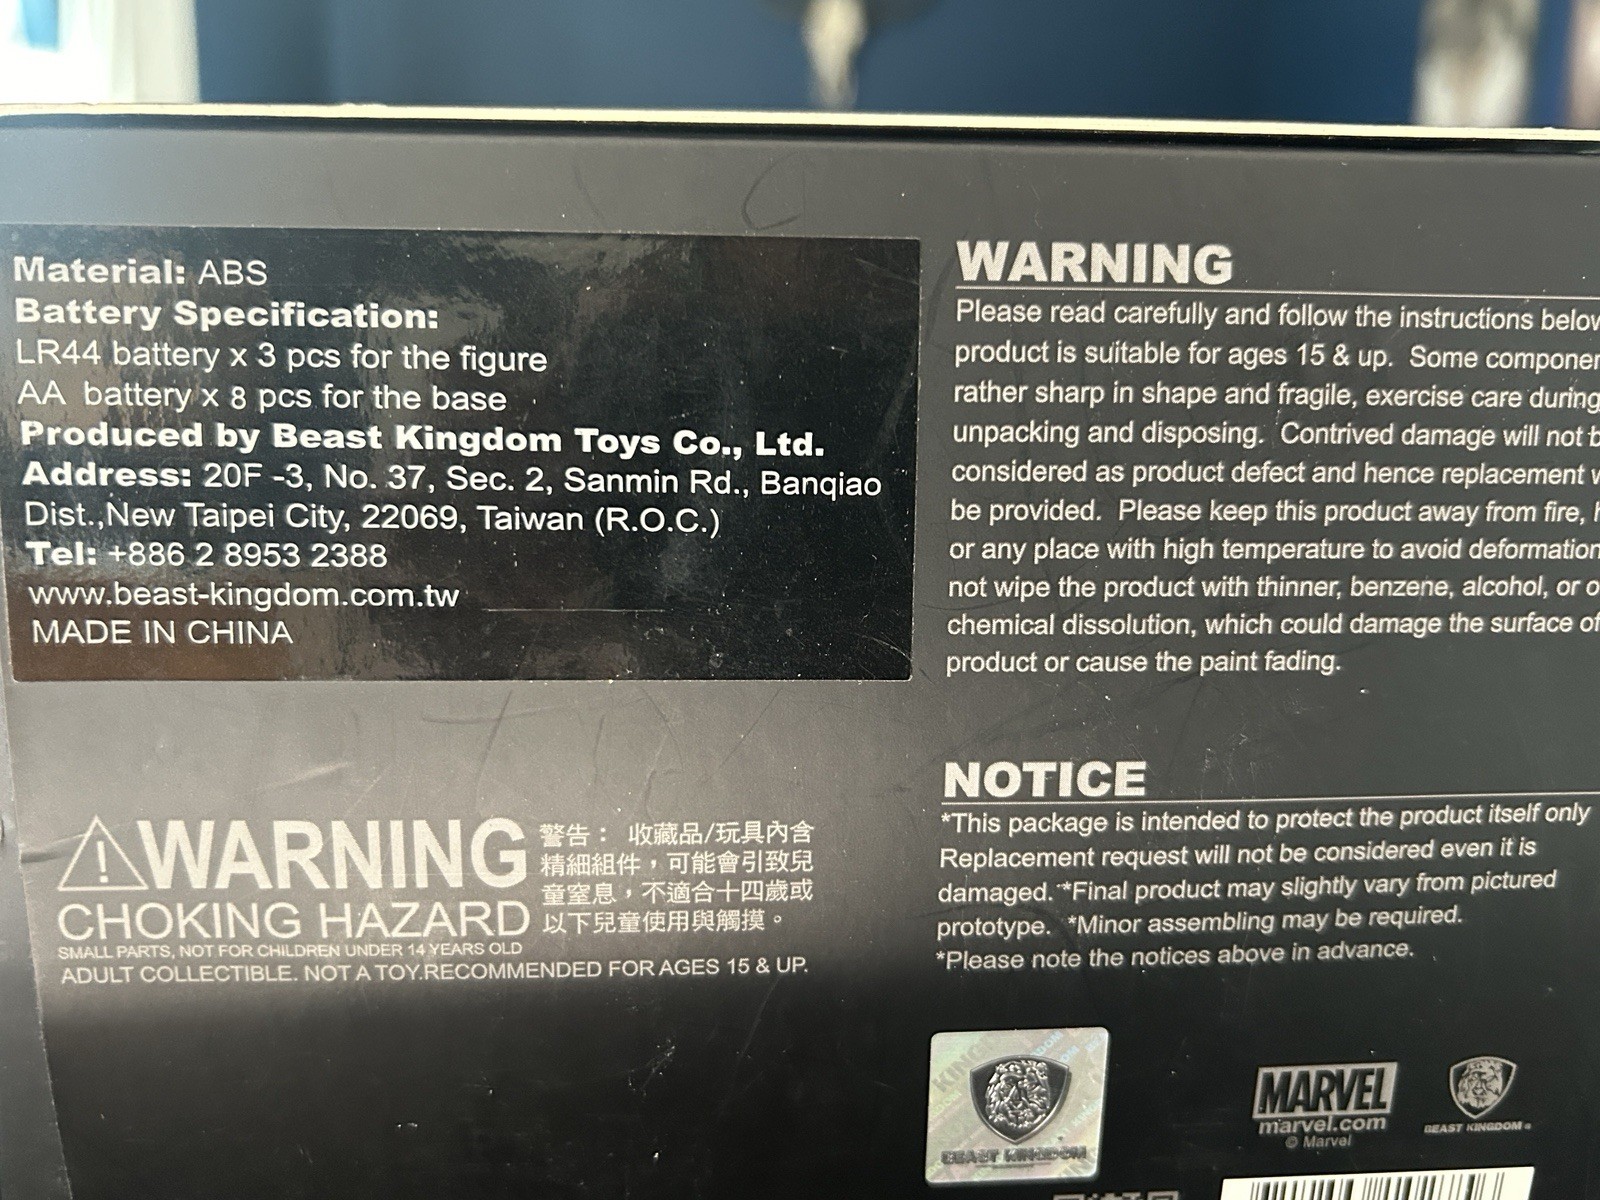 Material: ABS
Battery Specification:
LR44 battery x 3 pcs for the figure
AA battery x 8 pcs for the base
Produced by Beast Kingdom Toys Co., Ltd.
Address: 20F -3, No. 37, Sec. 2, Sanmin Rd., Banqiao
Dist.,New Taipei City, 22069, Taiwan (R.O.C.)
Tel: +886 2 8953 2388
www.beast-kingdom.com.tw
MADE IN CHINA
WARNING
CHOKING HAZARD
SMALL PARTS, NOT FOR CHILDREN UNDER 14 YEARS OLD
ADULT COLLECTIBLE. NOT A TOY.RECOMMENDED FOR AGES 15 & UP.
警告： 收藏品/玩具內含
精細組件，可能會引致兒
童窒息，不適合十四歲或
以下兒童使用與觸摸。
WARNING
Please read carefully and follow the instructions
product is suitable for ages 15 & up. Some
rather sharp in shape and fragile, exercise care during
unpacking and disposing. Contrived damage will not
considered as product defect and hence replacement
be provided. Please keep this product away from fire,
or any place with high temperature to avoid deformation
not wipe the product with thinner, benzene, alcohol, or
chemical dissolution, which could damage the surface of
product or cause the paint fading.
NOTICE
*This package is intended to protect the product itself only
Replacement request will not be considered even it is
damaged. *Final product may slightly vary from pictured
prototype. *Minor assembling may be required.
*Please note the notices above in advance.
BEAST KINGDOM
MARVEL
marvel.com
© Marvel
BEAST KINGDOM